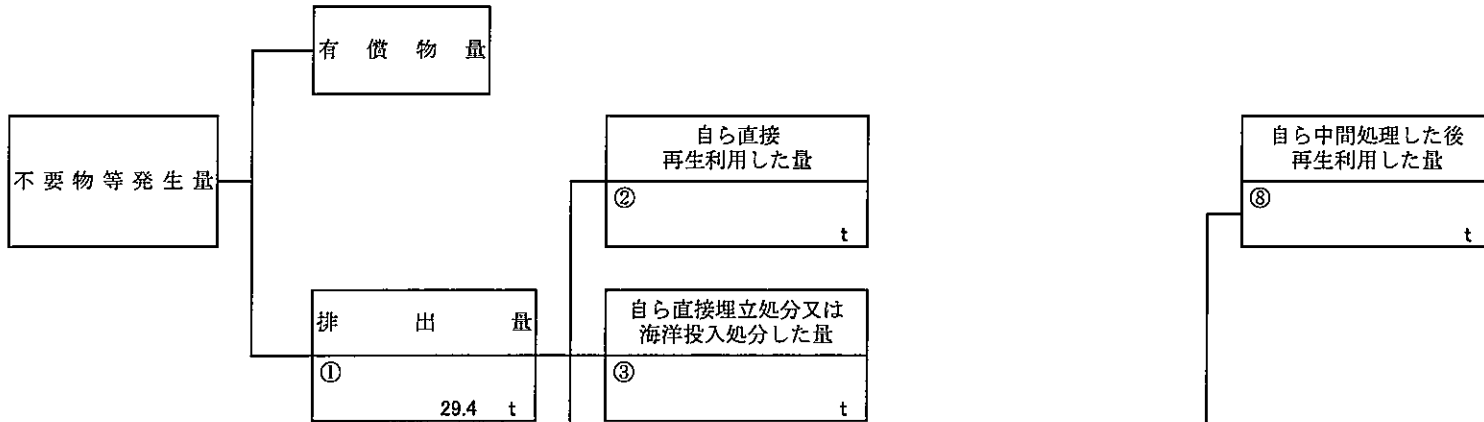 有償物量
不要物等発生量
自ら直接
再生利用した量
②
t
自ら中間処理した後
再生利用した量
⑧
t
排出量
①
29.4 t
自ら直接埋立処分又は
海洋投入処分した量
③
t